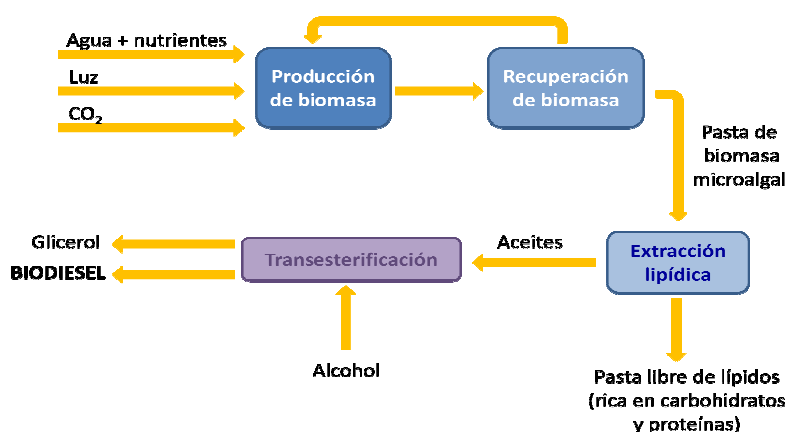 Agua + nutrientes
Luz
CO₂
Producción
de biomasa
Recuperación
de biomasa
Pasta de
biomasa
microalgal
Extracción
lipídica
Aceites
Transesterificación
Glicerol
BIODIESEL
Alcohol
Pasta libre de lípidos
(rica en carbohidratos
y proteínas)